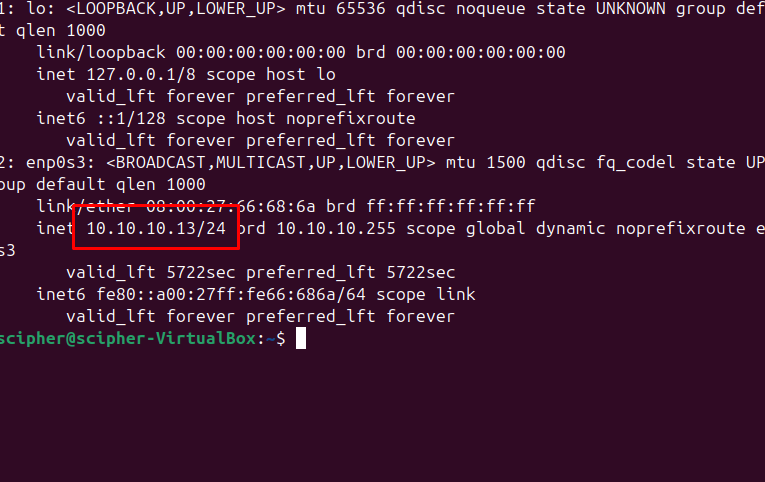 1: lo: <LOOPBACK,UP,LOWER_UP> mtu 65536 qdisc noqueue state UNKNOWN group def
t qlen 1000
link/loopback 00:00:00:00:00:00 brd 00:00:00:00:00:00
inet 127.0.0.1/8 scope host lo
valid_lft forever preferred_lft forever
inet6 ::1/128 scope host noprefixroute
valid_lft forever preferred_lft forever
2: enp0s3: <BROADCAST,MULTICAST,UP,LOWER_UP> mtu 1500 qdisc fq_codel state UP
oup default qlen 1000
link/ether 08:00:27:66:68:6a brd ff:ff:ff:ff:ff:ff
inet 10.10.10.13/24 brd 10.10.10.255 scope global dynamic noprefixroute e
s3
valid_lft 5722sec preferred_lft 5722sec
inet6 fe80::a00:27ff:fe66:686a/64 scope link
valid_lft forever preferred_lft forever
scipher@scipher-VirtualBox:~$